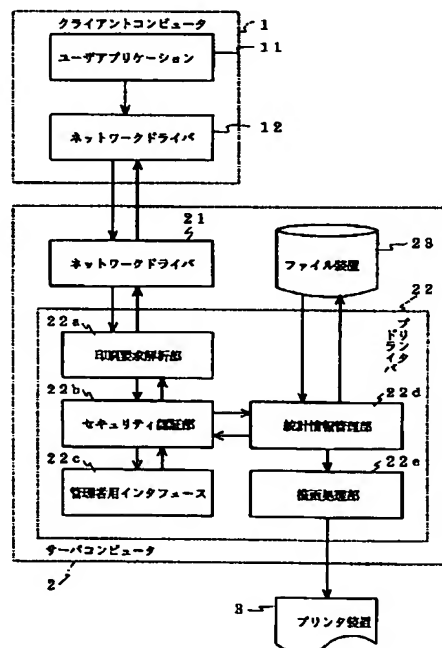 クライアントコンピュータ
1
ユーザアプリケーション
11
ネットワークドライバ
12
21
ネットワークドライバ
ファイル装置
23
22
プリンタ
ドライバ
22a
印刷要求解析部
22b
セキュリティ認証部
22d
統計情報管理部
22c
管理者用インタフェース
22e
描画処理部
サーバコンピュータ
2
3
プリンタ装置